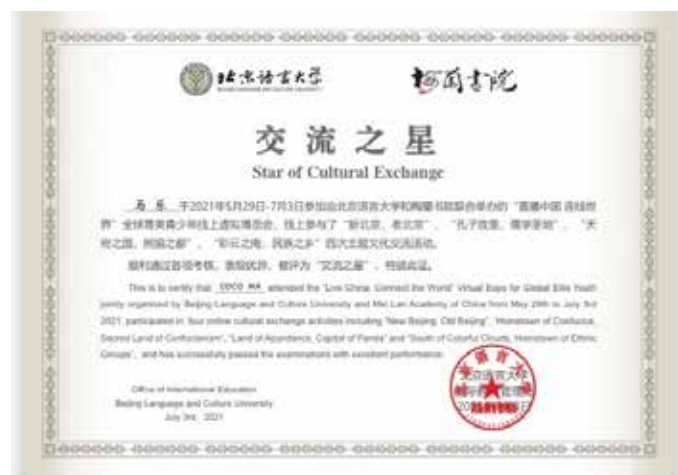 北京语言大学
梅兰书院
交流之星
Star of Cultural Exchange
马乐 于2021年5月29日-7月3日参加由北京语言大学和梅兰书院联合举办的“直播中国 连线世
界”全球菁英青少年线上虚拟博览会,线上参与了“新北京,老北京”、“孔子故里,儒学圣地”、“天
府之国,熊猫之都”、“彩云之南,民族之乡”四次主题文化交流活动。
顺利通过各项考核,表现优异,被评为“交流之星”,特颁此证。
This is to certify that COCO MA attended the "Live China, Connect the World" Virtual Expo for Global Elite Youth
jointly organised by Beijing Language and Culture University and Mei Lan Academy of China from May 29th to July 3rd
2021, participated in four online cultural exchange activities including "New Beijing, Old Beijing", "Hometown of Confucius,
Sacred Land of Confucianism", "Land of Abundance, Capital of Panda" and "South of Colorful Clouds, Hometown of Ethnic
Groups", and has successfully passed the examinations with excellent performance.
Office of International Education
Beijing Language and Culture University
July 3rd, 2021
北京语言大学